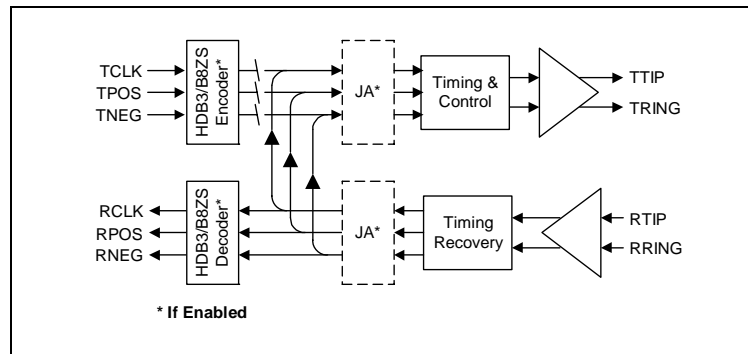 TCLK
TPOS
TNEG
HDB3/B8ZS
Encoder*
JA*
Timing &
Control
TTIP
TRING
RCLK
RPOS
RNEG
HDB3/B8ZS
Decoder*
JA*
Timing
Recovery
RTIP
RRING
* If Enabled